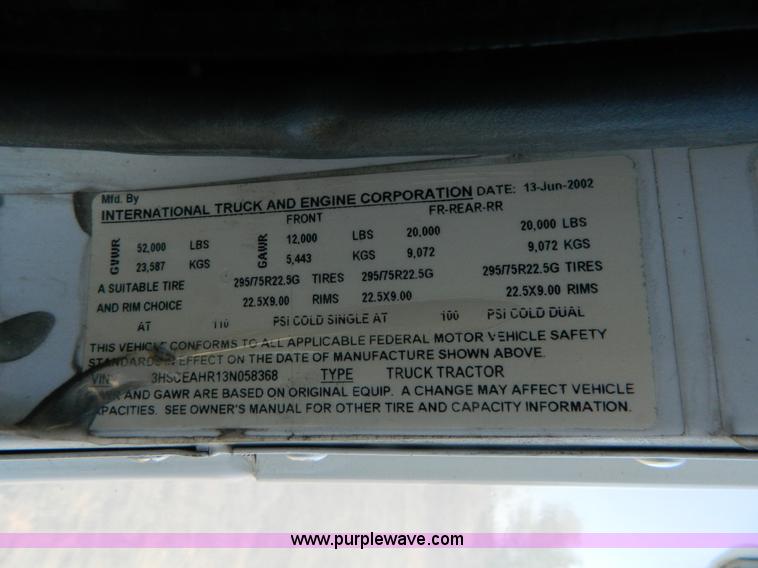 Mfd. By
INTERNATIONAL TRUCK AND ENGINE CORPORATION DATE: 13-Jun-2002
FRONT FR-REAR-RR
GVWR 52,000 LBS GAWR 12,000 LBS 20,000 20,000 LBS
23,587 KGS 5,443 KGS 9,072 9,072 KGS
A SUITABLE TIRE 295/75R22.5G TIRES 295/75R22.5G 295/75R22.5G TIRES
AND RIM CHOICE 22.5X9.00 RIMS 22.5X9.00 22.5X9.00 RIMS
AT 110 PSI COLD SINGLE AT 100 PSI COLD DUAL
THIS VEHICLE CONFORMS TO ALL APPLICABLE FEDERAL MOTOR VEHICLE SAFETY
STANDARDS IN EFFECT ON THE DATE OF MANUFACTURE SHOWN ABOVE.
VIN 3HSCEAHR13N058368 TYPE TRUCK TRACTOR
AND GAWR ARE BASED ON ORIGINAL EQUIP. A CHANGE MAY AFFECT VEHICLE
CAPACITIES. SEE OWNER'S MANUAL FOR OTHER TIRE AND CAPACITY INFORMATION.
www.purplewave.com